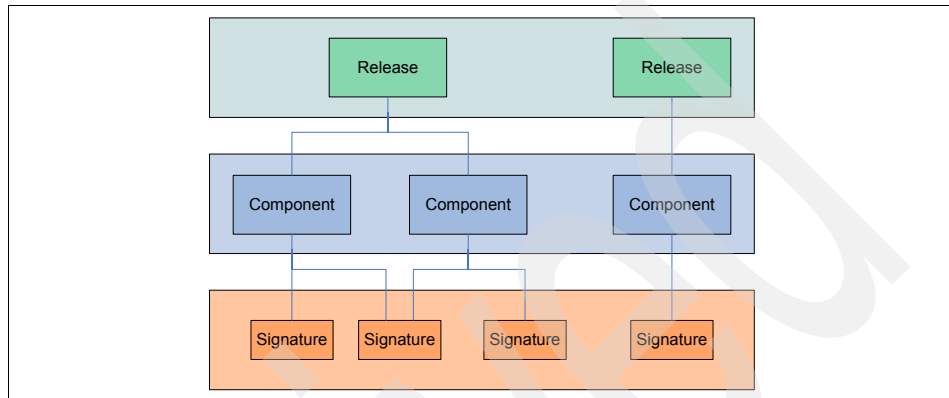 Release
Release
Component
Component
Component
Signature
Signature
Signature
Signature